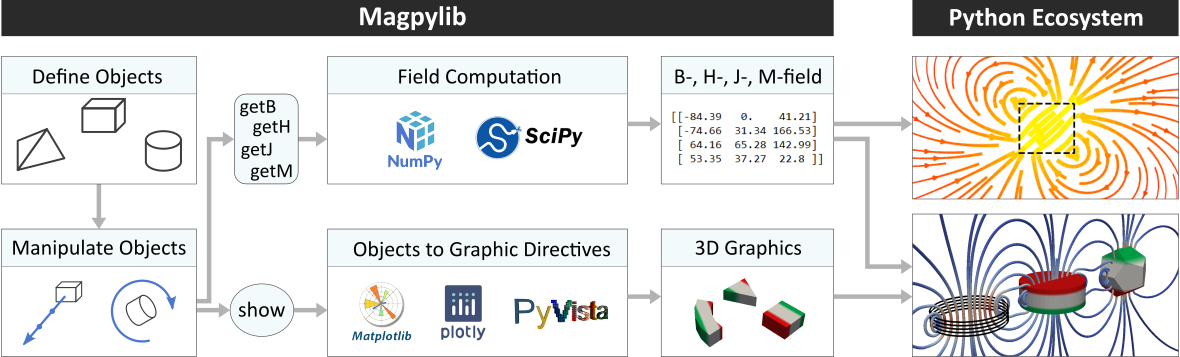 Magpylib
Python Ecosystem
Define Objects
getB
getH
getJ
getM
Field Computation
NumPy
SciPy
B-, H-, J-, M-field
[[-84.39 0. 41.21]
[-74.66 31.34 166.53]
[ 64.16 65.28 142.99]
[ 53.35 37.27 22.8 ]]
Manipulate Objects
show
Objects to Graphic Directives
Matplotlib
plotly
PyVista
3D Graphics